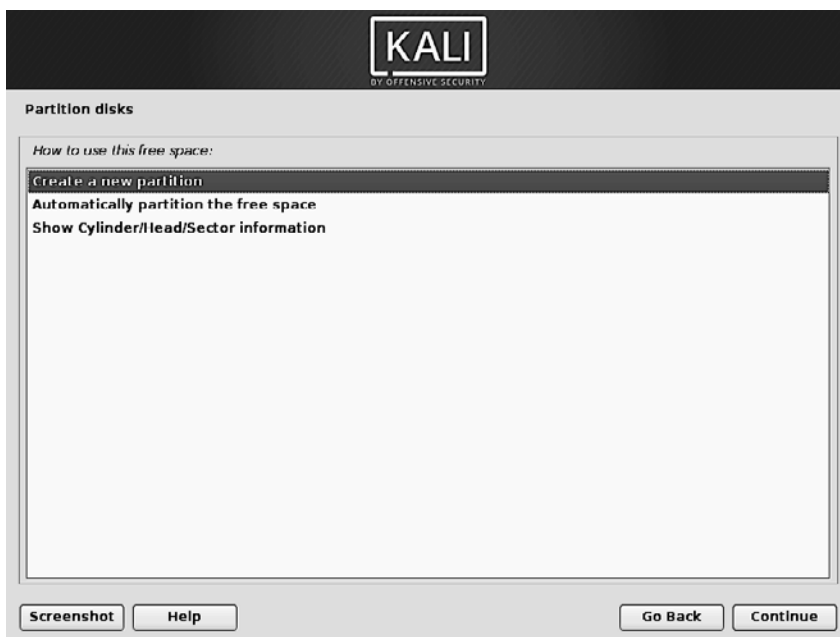 KALI
BY OFFENSIVE SECURITY
Partition disks
How to use this free space:
Create a new partition
Automatically partition the free space
Show Cylinder/Head/Sector information
Screenshot
Help
Go Back
Continue